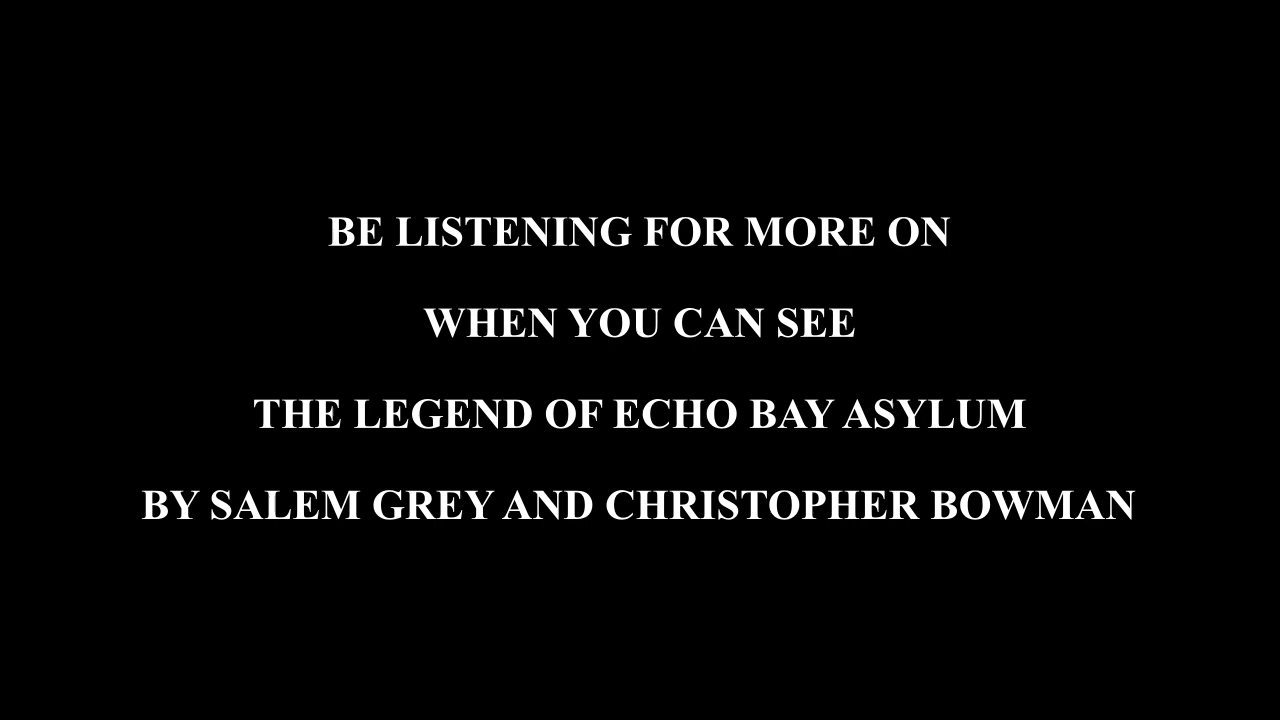 BE LISTENING FOR MORE ON
WHEN YOU CAN SEE
THE LEGEND OF ECHO BAY ASYLUM
BY SALEM GREY AND CHRISTOPHER BOWMAN